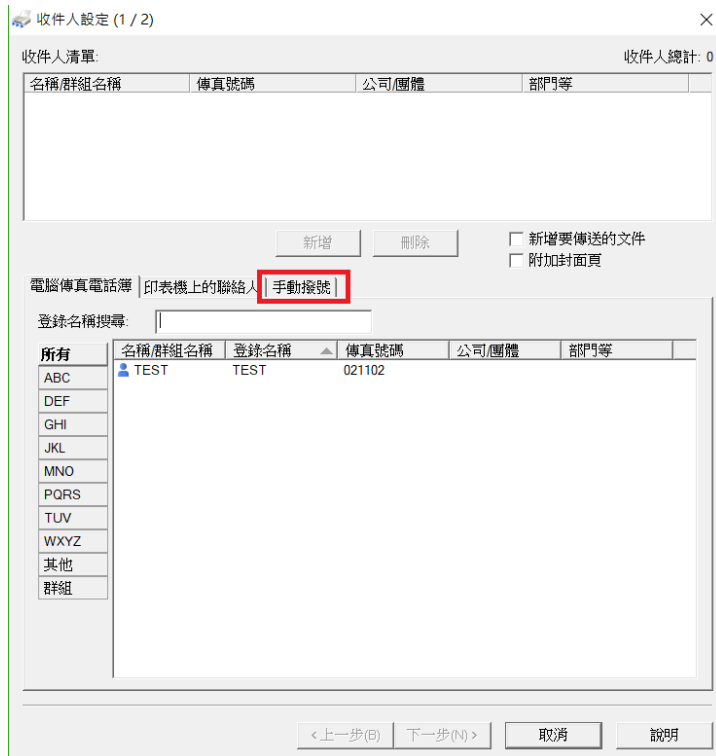 收件人設定 (1 / 2)
收件人清單: 收件人總計: 0
名稱/群組名稱 傳真號碼 公司/團體 部門等
新增 刪除 新增要傳送的文件
附加封面頁
電腦傳真電話簿 印表機上的聯絡人 手動撥號
登錄名稱搜尋:
所有 名稱/群組名稱 登錄名稱 傳真號碼 公司/團體 部門等
ABC TEST TEST 021102
DEF
GHI
JKL
MNO
PQRS
TUV
WXYZ
其他
群組
<上一步(B) 下一步(N)> 取消 說明